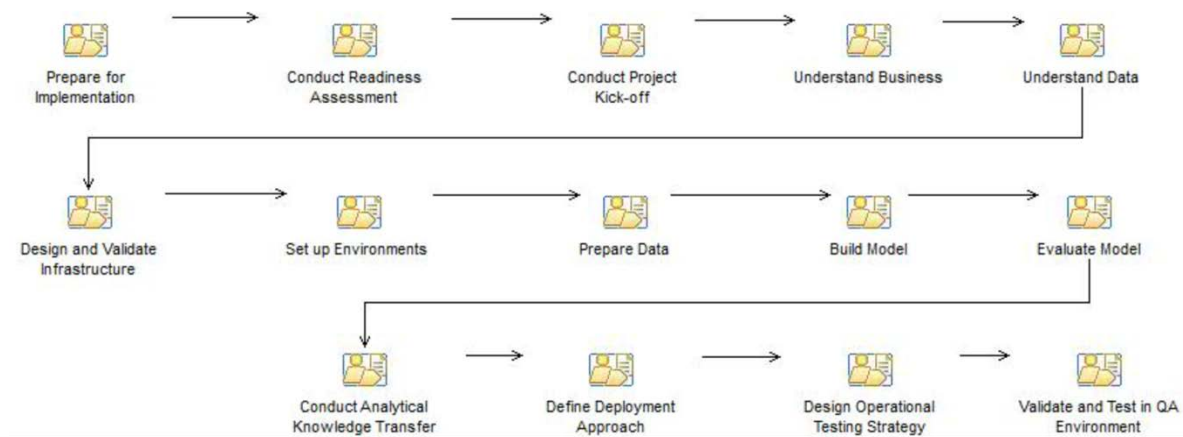 Prepare for
Implementation
Conduct Readiness
Assessment
Conduct Project
Kick-off
Understand Business
Understand Data
Design and Validate
Infrastructure
Set up Environments
Prepare Data
Build Model
Evaluate Model
Conduct Analytical
Knowledge Transfer
Define Deployment
Approach
Design Operational
Testing Strategy
Validate and Test in QA
Environment